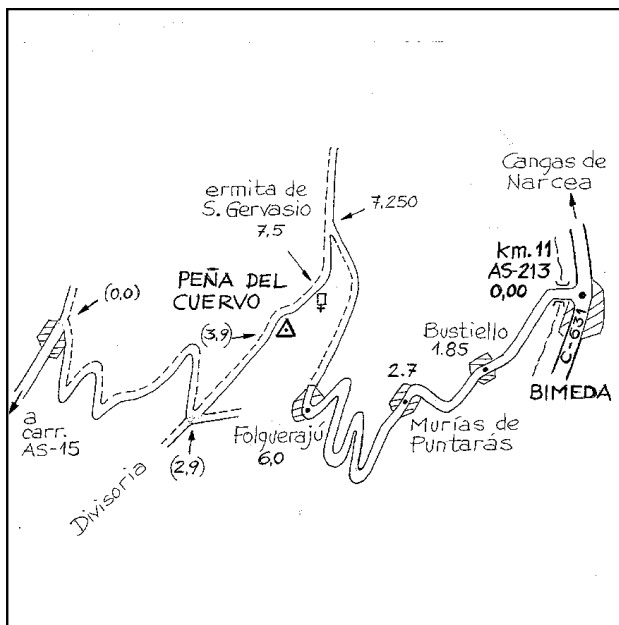 Cangas de
Narcea
ermita de
S. Gervasio
7,5
7,250
km. 11
AS-213
0,00
PEÑA DEL
CUERVO
(0,0)
(3,9)
Bustiello
1.85
C-631
BIMEDA
2.7
a
carr.
AS-15
Folguerajú
6,0
Murías de
Puntarás
(2,9)
Divisoria